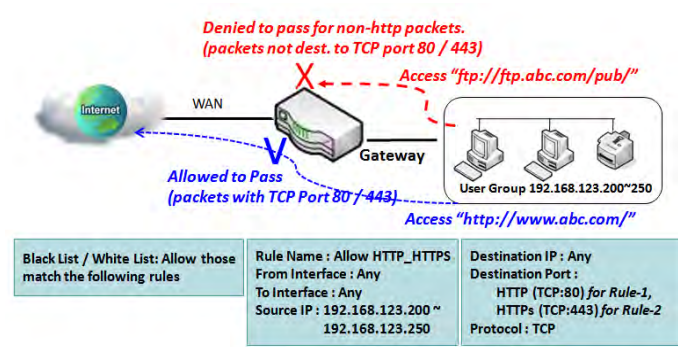 Denied to pass for non-http packets.
(packets not dest. to TCP port 80 / 443)
Access “ftp://ftp.abc.com/pub/”
X
Internet
WAN
Gateway
V
Allowed to Pass
(packets with TCP Port 80 / 443)
User Group 192.168.123.200~250
Access “http://www.abc.com/”
Black List / White List: Allow those
match the following rules
Rule Name : Allow HTTP_HTTPS
From Interface : Any
To Interface : Any
Source IP : 192.168.123.200 ~
192.168.123.250
Destination IP : Any
Destination Port :
HTTP (TCP:80) for Rule-1,
HTTPs (TCP:443) for Rule-2
Protocol : TCP